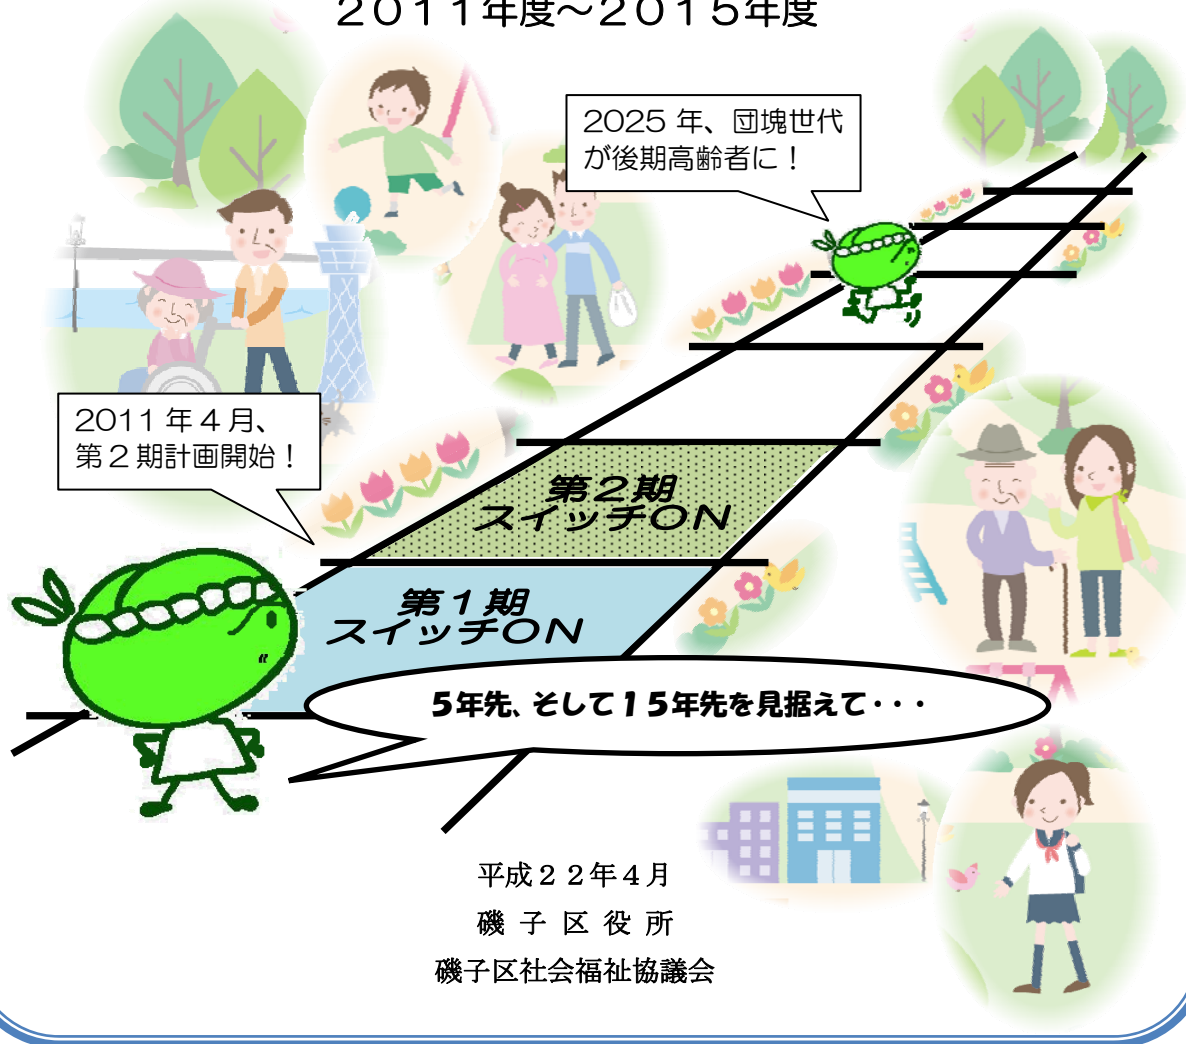 ２０１１年度～２０１５年度
2025 年、団塊世代
が後期高齢者に！
2011 年 4 月、
第 2 期計画開始！
第２期
スイッチＯＮ
第１期
スイッチＯＮ
５年先、そして１５年先を見据えて・・・
平成２２年４月
磯 子 区 役 所
磯子区社会福祉協議会